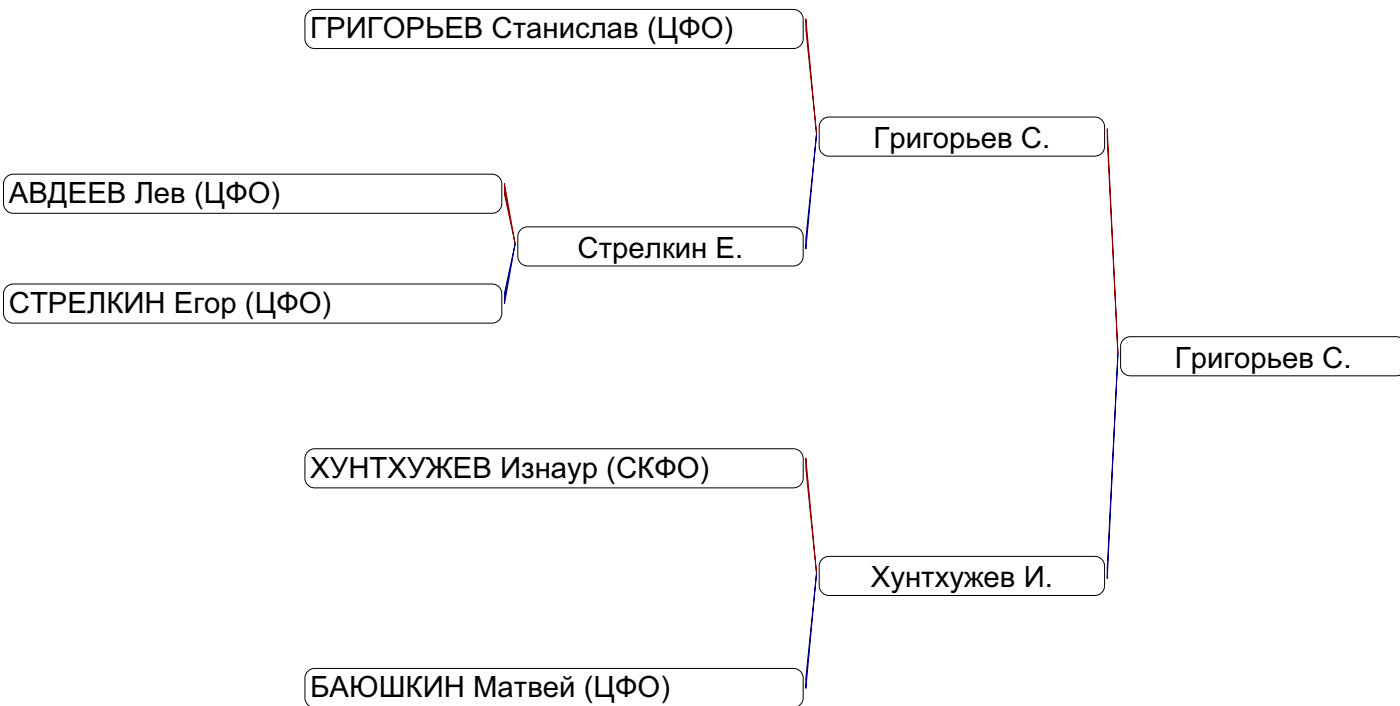 ГРИГОРЬЕВ Станислав (ЦФО)
Григорьев С.
АВДЕЕВ Лев (ЦФО)
Стрелкин Е.
СТРЕЛКИН Егор (ЦФО)
Григорьев С.
ХУНТХУЖЕВ Изнаур (СКФО)
Хунтхужев И.
БАЮШКИН Матвей (ЦФО)